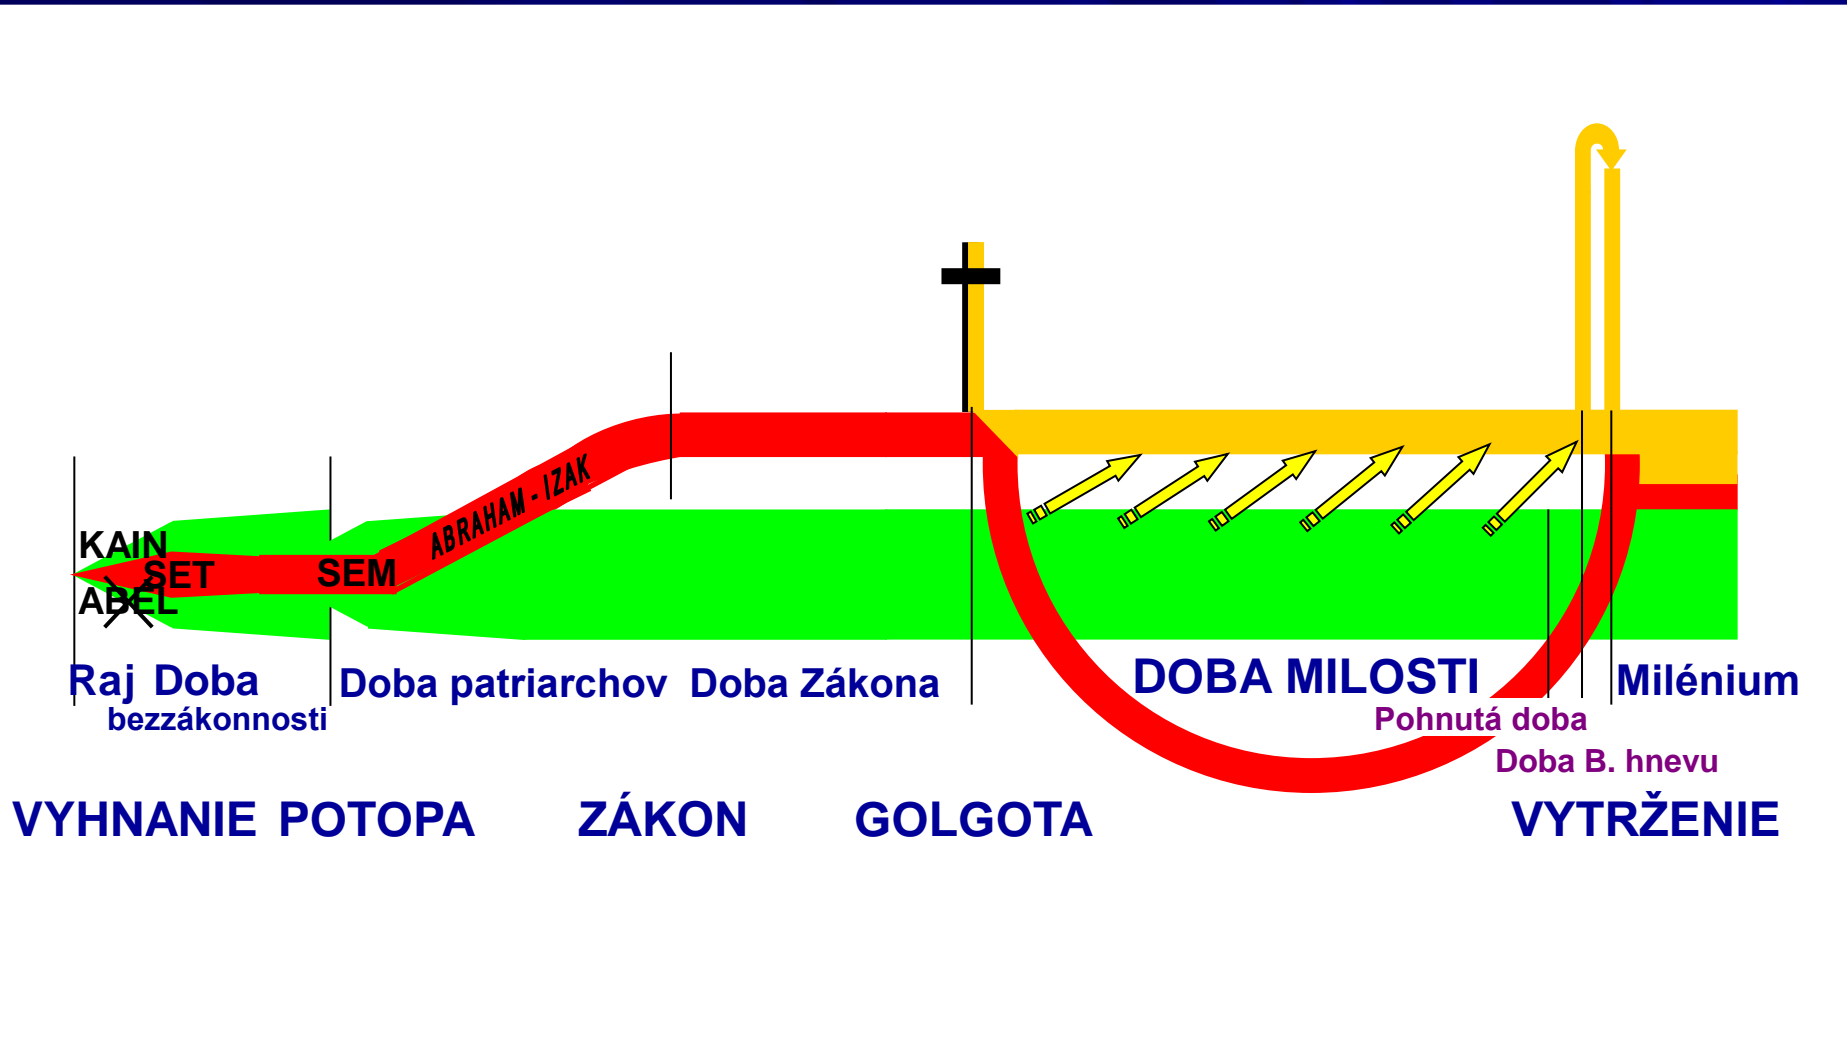 KAIN
SET
ABEL
SEM
ABRAHAM - IZAK
Raj Doba
bezzákonnosti
Doba patriarchov
Doba Zákona
DOBA MILOSTI
Milénium
Pohnutá doba
Doba B. hnevu
VYHNANIE
POTOPA
ZÁKON
GOLGOTA
VYTRŽENIE